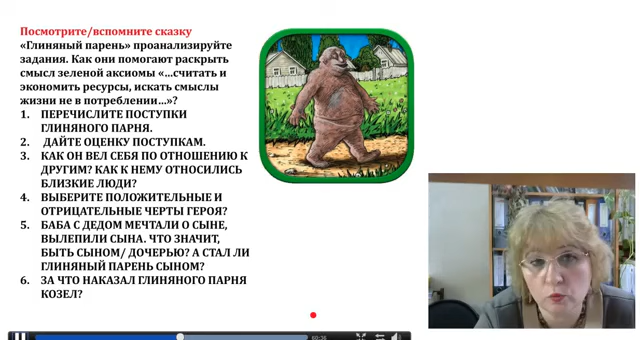 Посмотрите/вспомните сказку
«Глиняный парень» проанализируйте
задания. Как они помогают раскрыть
смысл зеленой аксиомы «...считать и
экономить ресурсы, искать смыслы
жизни не в потреблении...»?
1. ПЕРЕЧИСЛИТЕ ПОСТУПКИ
ГЛИНЯНОГО ПАРНЯ.
2. ДАЙТЕ ОЦЕНКУ ПОСТУПКАМ.
3. КАК ОН ВЕЛ СЕБЯ ПО ОТНОШЕНИЮ К
ДРУГИМ? КАК К НЕМУ ОТНОСИЛИСЬ
БЛИЗКИЕ ЛЮДИ?
4. ВЫБЕРИТЕ ПОЛОЖИТЕЛЬНЫЕ И
ОТРИЦАТЕЛЬНЫЕ ЧЕРТЫ ГЕРОЯ?
5. БАБА С ДЕДОМ МЕЧТАЛИ О СЫНЕ,
ВЫЛЕПИЛИ СЫНА. ЧТО ЗНАЧИТ,
БЫТЬ СЫНОМ/ ДОЧЕРЬЮ? А СТАЛ ЛИ
ГЛИНЯНЫЙ ПАРЕНЬ СЫНОМ?
6. ЗА ЧТО НАКАЗАЛ ГЛИНЯНОГО ПАРНЯ
КОЗЕЛ?
60:36